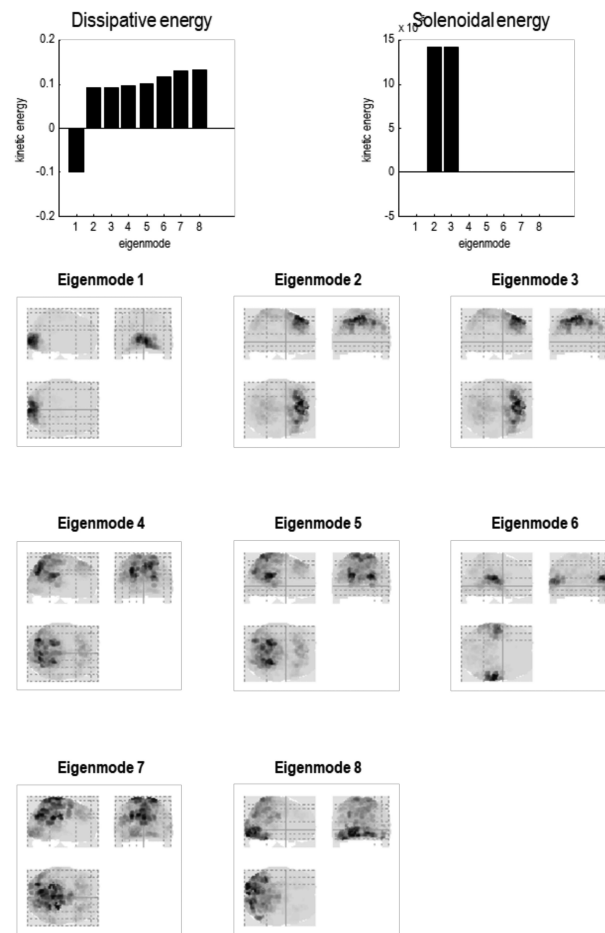 Dissipative energy
Solenoidal energy
× 10
0.2
0.1
0
-0.1
-0.2
kinetic energy
1 2 3 4 5 6 7 8
eigenmode
15
10
5
0
-5
kinetic energy
1 2 3 4 5 6 7 8
eigenmode
Eigenmode 1
Eigenmode 2
Eigenmode 3
Eigenmode 4
Eigenmode 5
Eigenmode 6
Eigenmode 7
Eigenmode 8